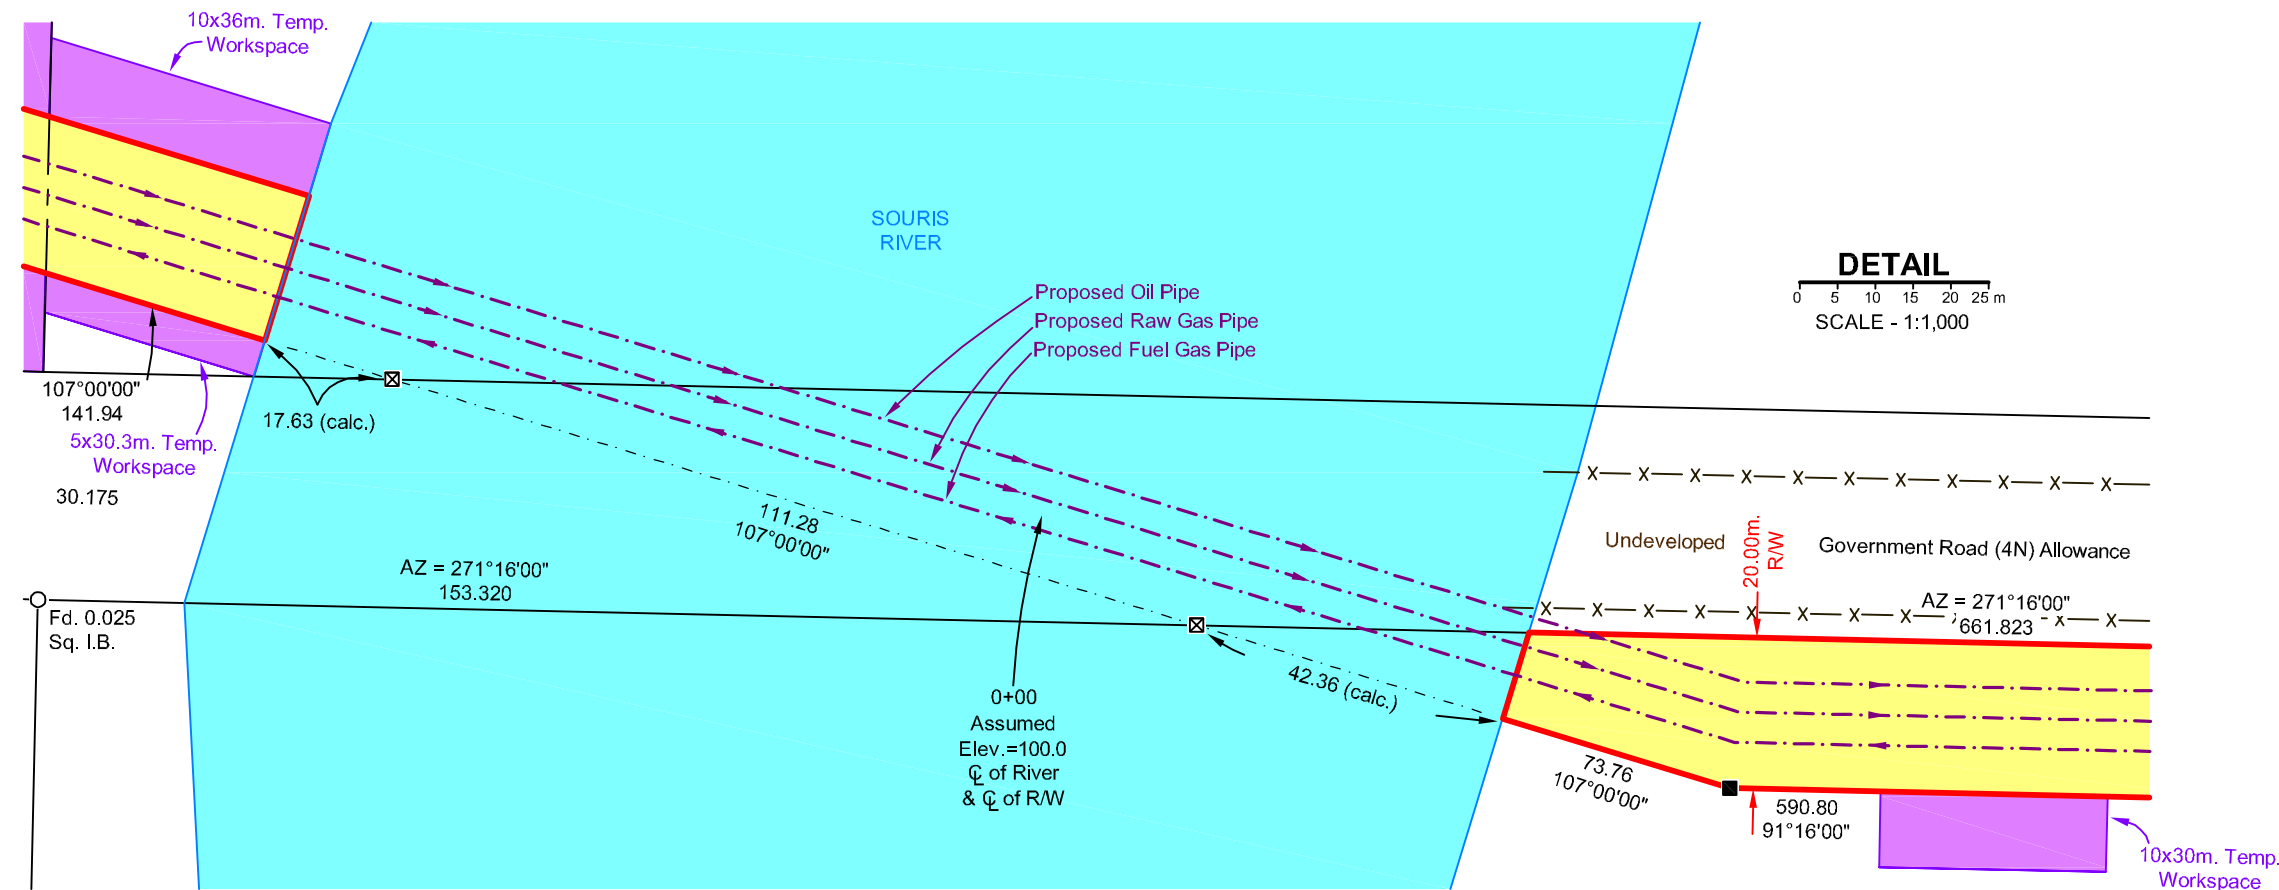 10x36m. Temp.
Workspace
SOURIS
RIVER
DETAIL
0 5 10 15 20 25 m
SCALE - 1:1,000
Proposed Oil Pipe
Proposed Raw Gas Pipe
Proposed Fuel Gas Pipe
107°00'00"
141.94
17.63 (calc.)
5x30.3m. Temp.
Workspace
30.175
111.28
107°00'00"
X X X X X X X X X X X
Undeveloped
20.00m.
R/W
Government Road (4N) Allowance
AZ = 271°16'00"
153.320
Fd. 0.025
Sq. I.B.
AZ = 271°16'00"
661.823
X X X X X X X X X X X
42.36 (calc.)
0+00
Assumed
Elev.=100.0
℄ of River
& ℄ of R/W
73.76
107°00'00"
590.80
91°16'00"
10x30m. Temp.
Workspace